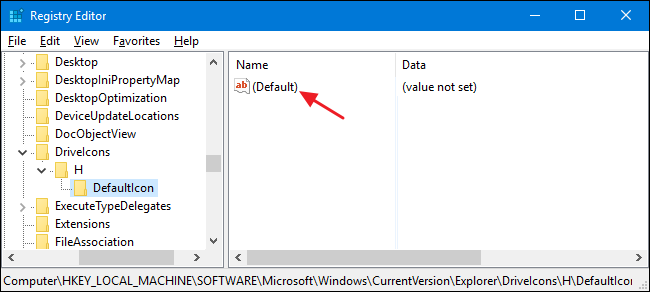 Registry Editor
File Edit View Favorites Help
Desktop
DesktopIniPropertyMap
DesktopOptimization
DeviceUpdateLocations
DocObjectView
DriveIcons
H
DefaultIcon
ExecuteTypeDelegates
Extensions
FileAssociation
Name Data
ab (Default) (value not set)
Computer\HKEY_LOCAL_MACHINE\SOFTWARE\Microsoft\Windows\CurrentVersion\Explorer\DriveIcons\H\DefaultIcon